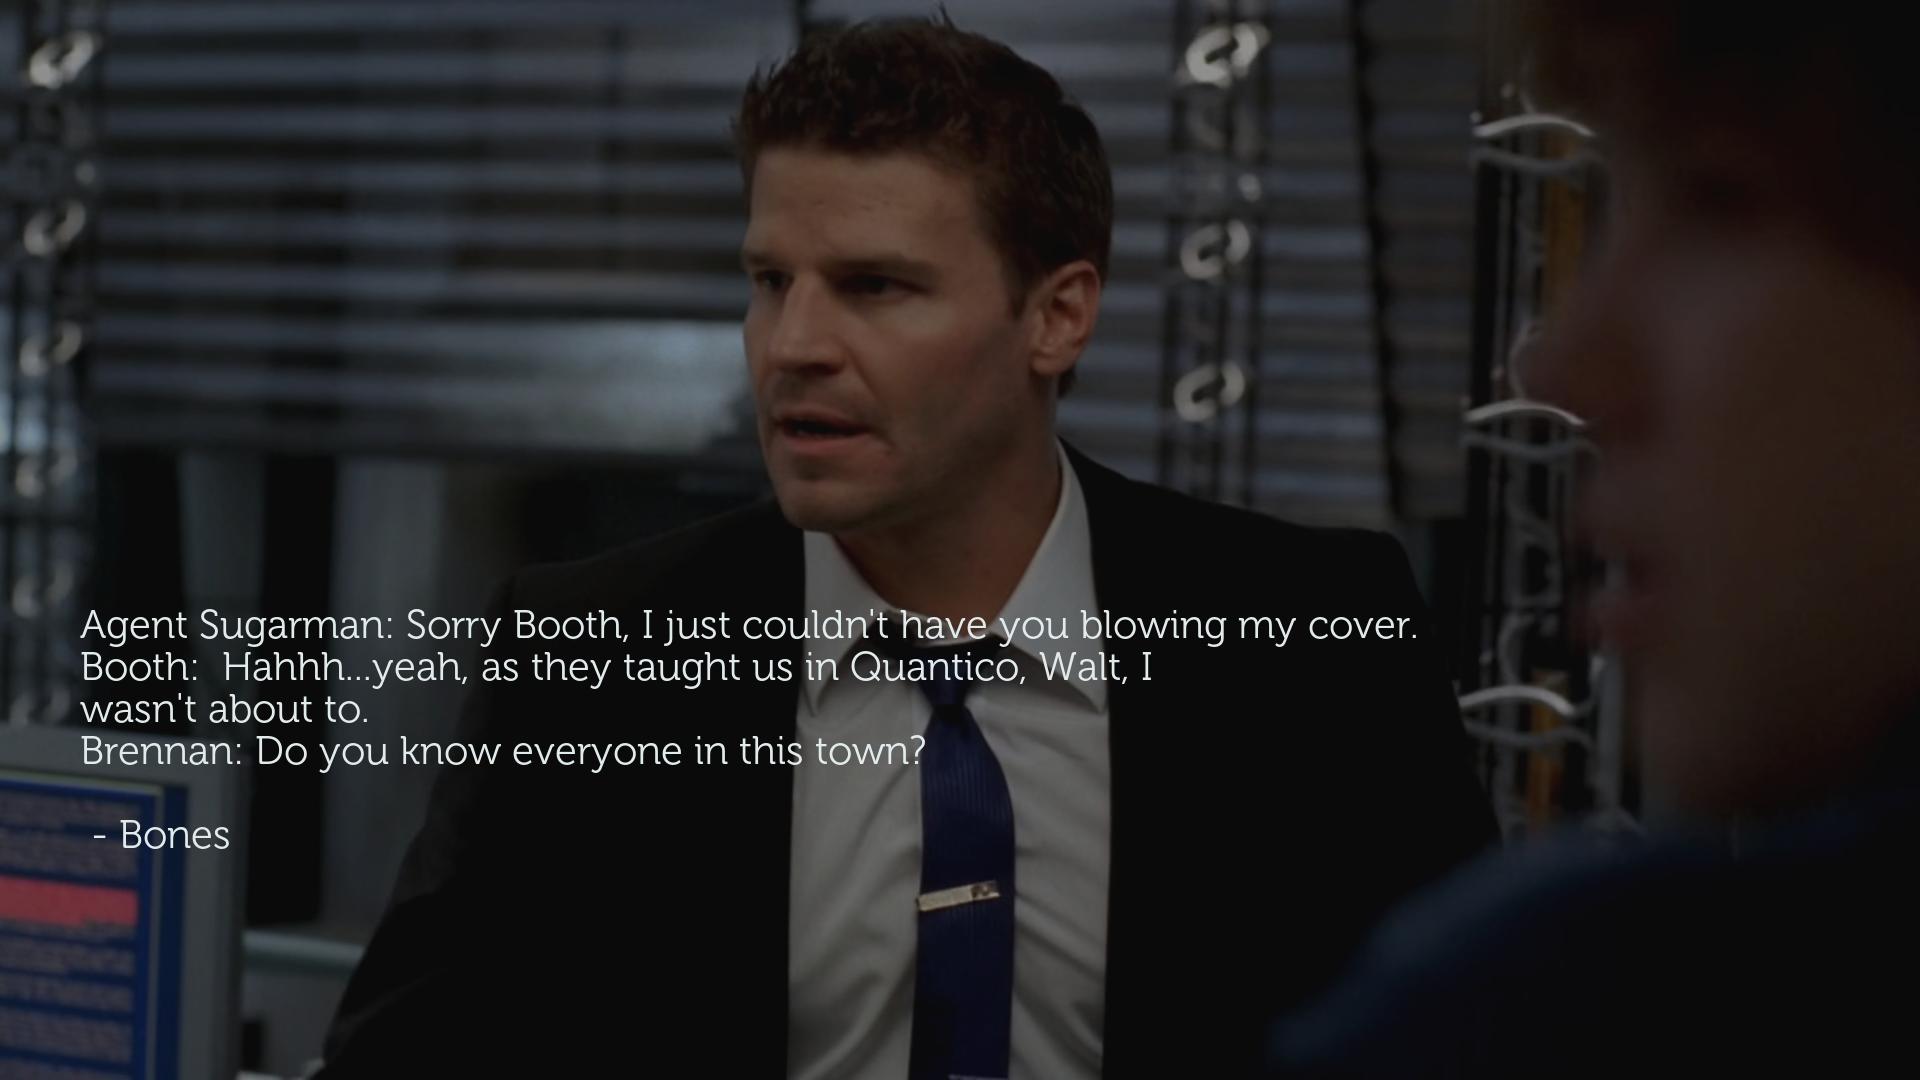 Agent Sugarman: Sorry Booth, I just couldn't have you blowing my cover.
Booth:  Hahhh...yeah, as they taught us in Quantico, Walt, I
wasn't about to.
Brennan: Do you know everyone in this town?
- Bones